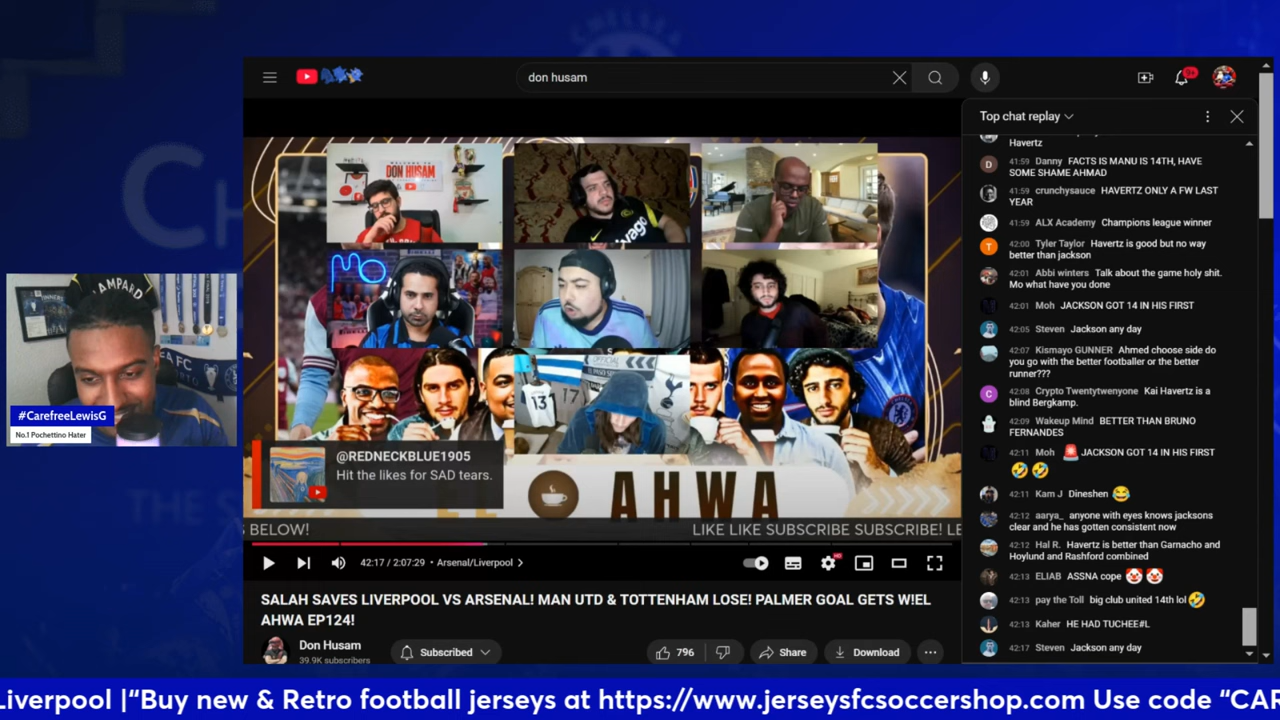 CHELSEA
don husam
9+
Top chat replay
Havertz
41:59 Danny FACTS IS MANU IS 14TH, HAVE
SOME SHAME AHMAD
41:59 crunchysauce HAVERTZ ONLY A FW LAST
YEAR
41:59 ALX Academy Champions league winner
42:00 Tyler Taylor Havertz is good but no way
better than jackson
42:01 Abbi winters Talk about the game holy shit.
Mo what have you done
42:01 Moh JACKSON GOT 14 IN HIS FIRST
42:05 Steven Jackson any day
42:07 Kismayo GUNNER Ahmed choose side do
you go with the better footballer or the better
runner???
42:08 Crypto Twentytwenyone Kai Havertz is a
blind Bergkamp.
42:09 Wakeup Mind BETTER THAN BRUNO
FERNANDES
42:11 Moh 🚨JACKSON GOT 14 IN HIS FIRST
🤣🤣
42:11 Kam J Dineshen 😂
42:12 aarya_ anyone with eyes knows jacksons
clear and he has gotten consistent now
42:12 Hal R. Havertz is better than Garnacho and
Hoylund and Rashford combined
42:13 ELIAB ASSNA cope 🤡🤡
42:13 pay the Toll big club united 14th lol🤣
42:13 Kaher HE HAD TUCHEE#L
42:17 Steven Jackson any day
DON HUSAM
MO
13
@REDNECKBLUE1905
Hit the likes for SAD tears.
AHWA
S BELOW!
LIKE LIKE SUBSCRIBE SUBSCRIBE! LE
42:17 / 2:07:29 • Arsenal/Liverpool
HD
SALAH SAVES LIVERPOOL VS ARSENAL! MAN UTD & TOTTENHAM LOSE! PALMER GOAL GETS W!EL
AHWA EP124!
Don Husam
39.9K subscribers
Subscribed
796
Share
Download
LAMPARD
#CarefreeLewisG
No.1 Pochettino Hater
Liverpool |“Buy new & Retro football jerseys at https://www.jerseysfcsoccershop.com Use code “CAR